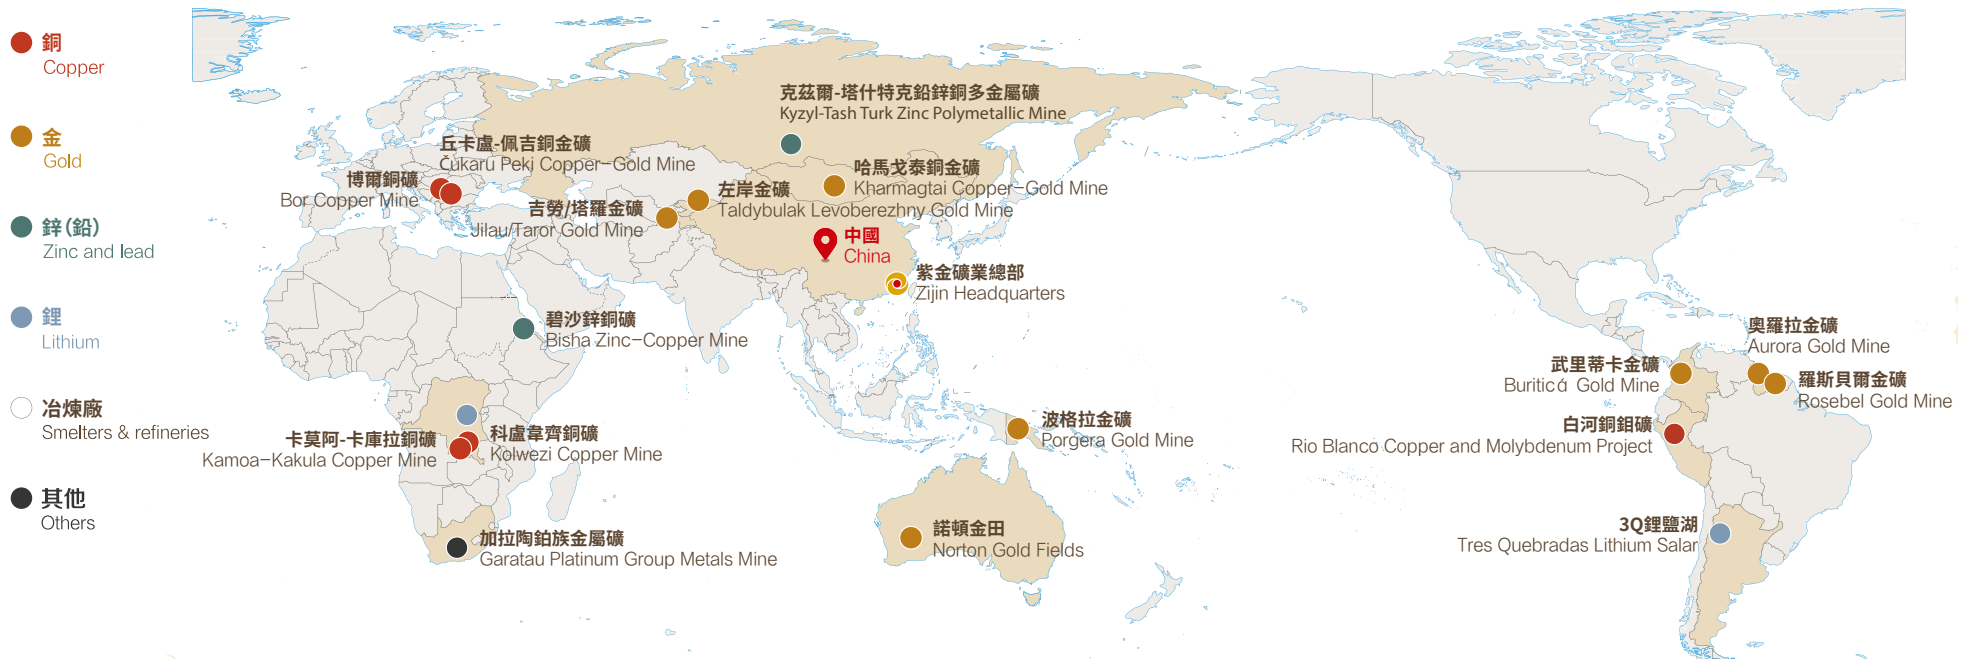 銅
Copper
金
Gold
鋅(鉛)
Zinc and lead
鋰
Lithium
冶煉廠
Smelters & refineries
其他
Others
克茲爾-塔什特克鉛鋅銅多金屬礦
Kyzyl-Tash Turk Zinc Polymetallic Mine
丘卡盧-佩吉銅金礦
Čukaru Peki Copper-Gold Mine
博爾銅礦
Bor Copper Mine
哈馬戈泰銅金礦
Kharmagtai Copper-Gold Mine
左岸金礦
Taldybulak Levoberezhny Gold Mine
吉勞/塔羅金礦
Jilau/Taror Gold Mine
中國
China
紫金礦業總部
Zijin Headquarters
碧沙鋅銅礦
Bisha Zinc-Copper Mine
卡莫阿-卡庫拉銅礦
Kamoa-Kakula Copper Mine
科盧韋齊銅礦
Kolwezi Copper Mine
加拉陶鉑族金屬礦
Garatau Platinum Group Metals Mine
波格拉金礦
Porgera Gold Mine
諾頓金田
Norton Gold Fields
奧羅拉金礦
Aurora Gold Mine
武里蒂卡金礦
Buriticá Gold Mine
羅斯貝爾金礦
Rosebel Gold Mine
白河銅鉬礦
Rio Blanco Copper and Molybdenum Project
3Q鋰鹽湖
Tres Quebradas Lithium Salar